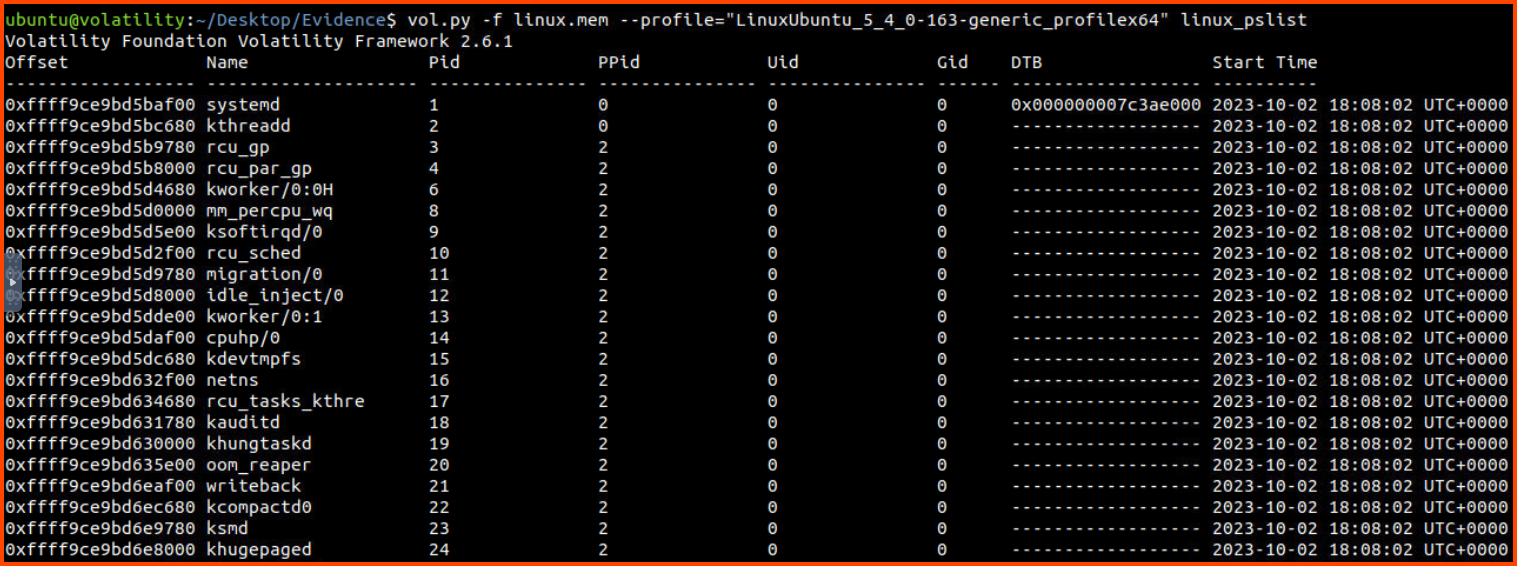 ubuntu@volatility:~/Desktop/Evidence$ vol.py -f linux.mem --profile="LinuxUbuntu_5_4_0-163-generic_profilex64" linux_pslist
Volatility Foundation Volatility Framework 2.6.1
Offset             Name                 Pid             PPid            Uid             Gid    DTB                Start Time
------------------ -------------------- --------------- --------------- --------------- ------ ------------------ ----------
0xffff9ce9bd5baf00 systemd              1               0               0               0      0x000000007c3ae000 2023-10-02 18:08:02 UTC+0000
0xffff9ce9bd5bc680 kthreadd             2               0               0               0      ------------------ 2023-10-02 18:08:02 UTC+0000
0xffff9ce9bd5b9780 rcu_gp               3               2               0               0      ------------------ 2023-10-02 18:08:02 UTC+0000
0xffff9ce9bd5b8000 rcu_par_gp           4               2               0               0      ------------------ 2023-10-02 18:08:02 UTC+0000
0xffff9ce9bd5d4680 kworker/0:0H         6               2               0               0      ------------------ 2023-10-02 18:08:02 UTC+0000
0xffff9ce9bd5d0000 mm_percpu_wq         8               2               0               0      ------------------ 2023-10-02 18:08:02 UTC+0000
0xffff9ce9bd5d5e00 ksoftirqd/0          9               2               0               0      ------------------ 2023-10-02 18:08:02 UTC+0000
0xffff9ce9bd5d2f00 rcu_sched            10              2               0               0      ------------------ 2023-10-02 18:08:02 UTC+0000
0xffff9ce9bd5d9780 migration/0          11              2               0               0      ------------------ 2023-10-02 18:08:02 UTC+0000
0xffff9ce9bd5d8000 idle_inject/0        12              2               0               0      ------------------ 2023-10-02 18:08:02 UTC+0000
0xffff9ce9bd5dde00 kworker/0:1          13              2               0               0      ------------------ 2023-10-02 18:08:02 UTC+0000
0xffff9ce9bd5daf00 cpuhp/0              14              2               0               0      ------------------ 2023-10-02 18:08:02 UTC+0000
0xffff9ce9bd5dc680 kdevtmpfs            15              2               0               0      ------------------ 2023-10-02 18:08:02 UTC+0000
0xffff9ce9bd632f00 netns                16              2               0               0      ------------------ 2023-10-02 18:08:02 UTC+0000
0xffff9ce9bd634680 rcu_tasks_kthre      17              2               0               0      ------------------ 2023-10-02 18:08:02 UTC+0000
0xffff9ce9bd631780 kauditd              18              2               0               0      ------------------ 2023-10-02 18:08:02 UTC+0000
0xffff9ce9bd630000 khungtaskd           19              2               0               0      ------------------ 2023-10-02 18:08:02 UTC+0000
0xffff9ce9bd635e00 oom_reaper           20              2               0               0      ------------------ 2023-10-02 18:08:02 UTC+0000
0xffff9ce9bd6eaf00 writeback            21              2               0               0      ------------------ 2023-10-02 18:08:02 UTC+0000
0xffff9ce9bd6ec680 kcompactd0           22              2               0               0      ------------------ 2023-10-02 18:08:02 UTC+0000
0xffff9ce9bd6e9780 ksmd                 23              2               0               0      ------------------ 2023-10-02 18:08:02 UTC+0000
0xffff9ce9bd6e8000 khugepaged           24              2               0               0      ------------------ 2023-10-02 18:08:02 UTC+0000